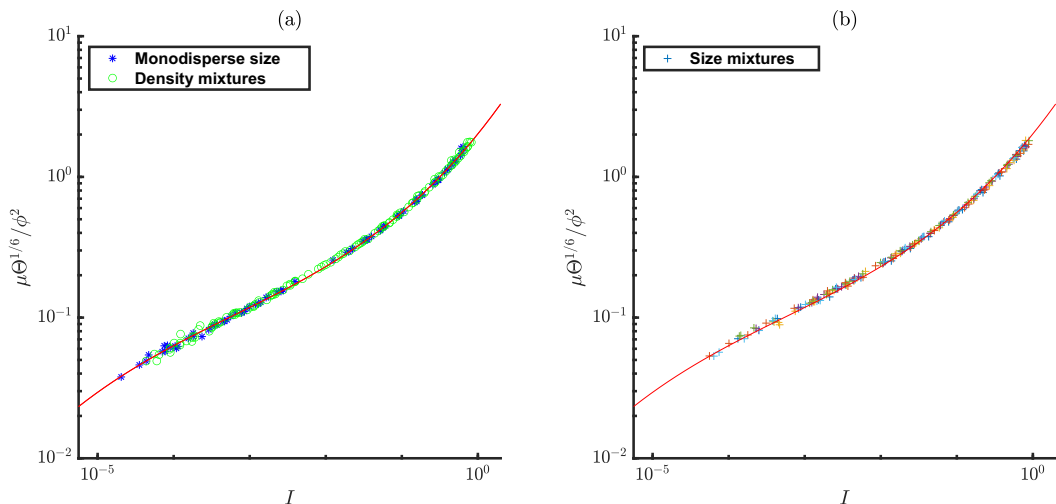 (a)
10^1
10^0
10^-1
10^-2
μΘ^1/6/ϕ^2
Monodisperse size
Density mixtures
10^-5
10^0
I
(b)
10^1
10^0
10^-1
10^-2
μΘ^1/6/ϕ^2
Size mixtures
10^-5
10^0
I